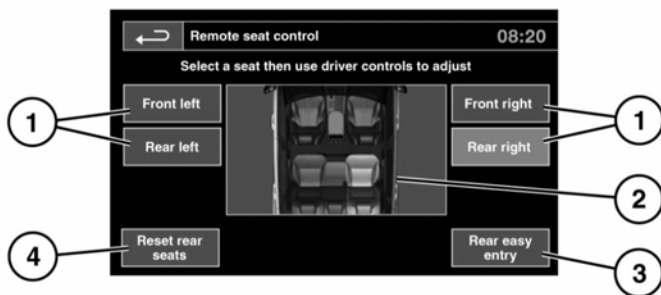 Remote seat control 08:20
Select a seat then use driver controls to adjust
Front left
Front right
1
1
Rear left
Rear right
2
Reset rear
seats
4
Rear easy
entry
3